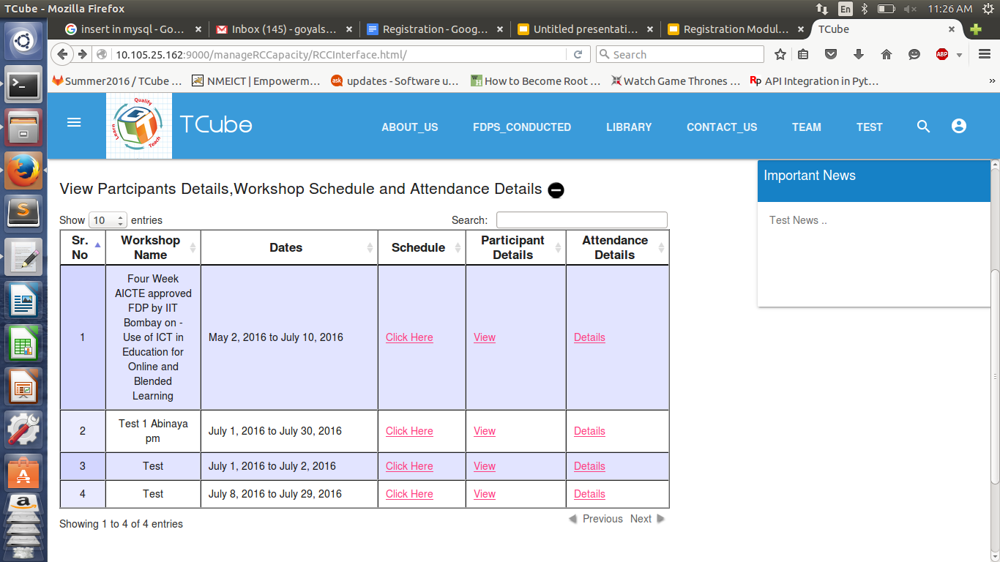 TCube - Mozilla Firefox
En
11:26 AM
insert in mysql - Go...
Inbox (145) - goyals...
Registration - Goog...
Untitled presentati...
Registration Modul...
TCube
10.105.25.162:9000/manageRCCapacity/RCCInterface.html/
Search
ABP
Summer2016 / TCube ...
NMEICT | Empowerm...
ask
updates - Software u...
WH
How to Become Root ...
Watch Game Thrones ...
Rp
API Integration in Pyt...
»
Qualify
Learn
Teach
TCube
ABOUT_US
FDPS_CONDUCTED
LIBRARY
CONTACT_US
TEAM
TEST
View Partcipants Details,Workshop Schedule and Attendance Details
Important News
Test News ..
Show 10 entries
Search:
Sr. No
Workshop Name
Dates
Schedule
Participant Details
Attendance Details
1
Four Week
AICTE approved
FDP by IIT
Bombay on -
Use of ICT in
Education for
Online and
Blended
Learning
May 2, 2016 to July 10, 2016
Click Here
View
Details
2
Test 1 Abinaya
pm
July 1, 2016 to July 30, 2016
Click Here
View
Details
3
Test
July 1, 2016 to July 2, 2016
Click Here
View
Details
4
Test
July 8, 2016 to July 29, 2016
Click Here
View
Details
Showing 1 to 4 of 4 entries
Previous
Next